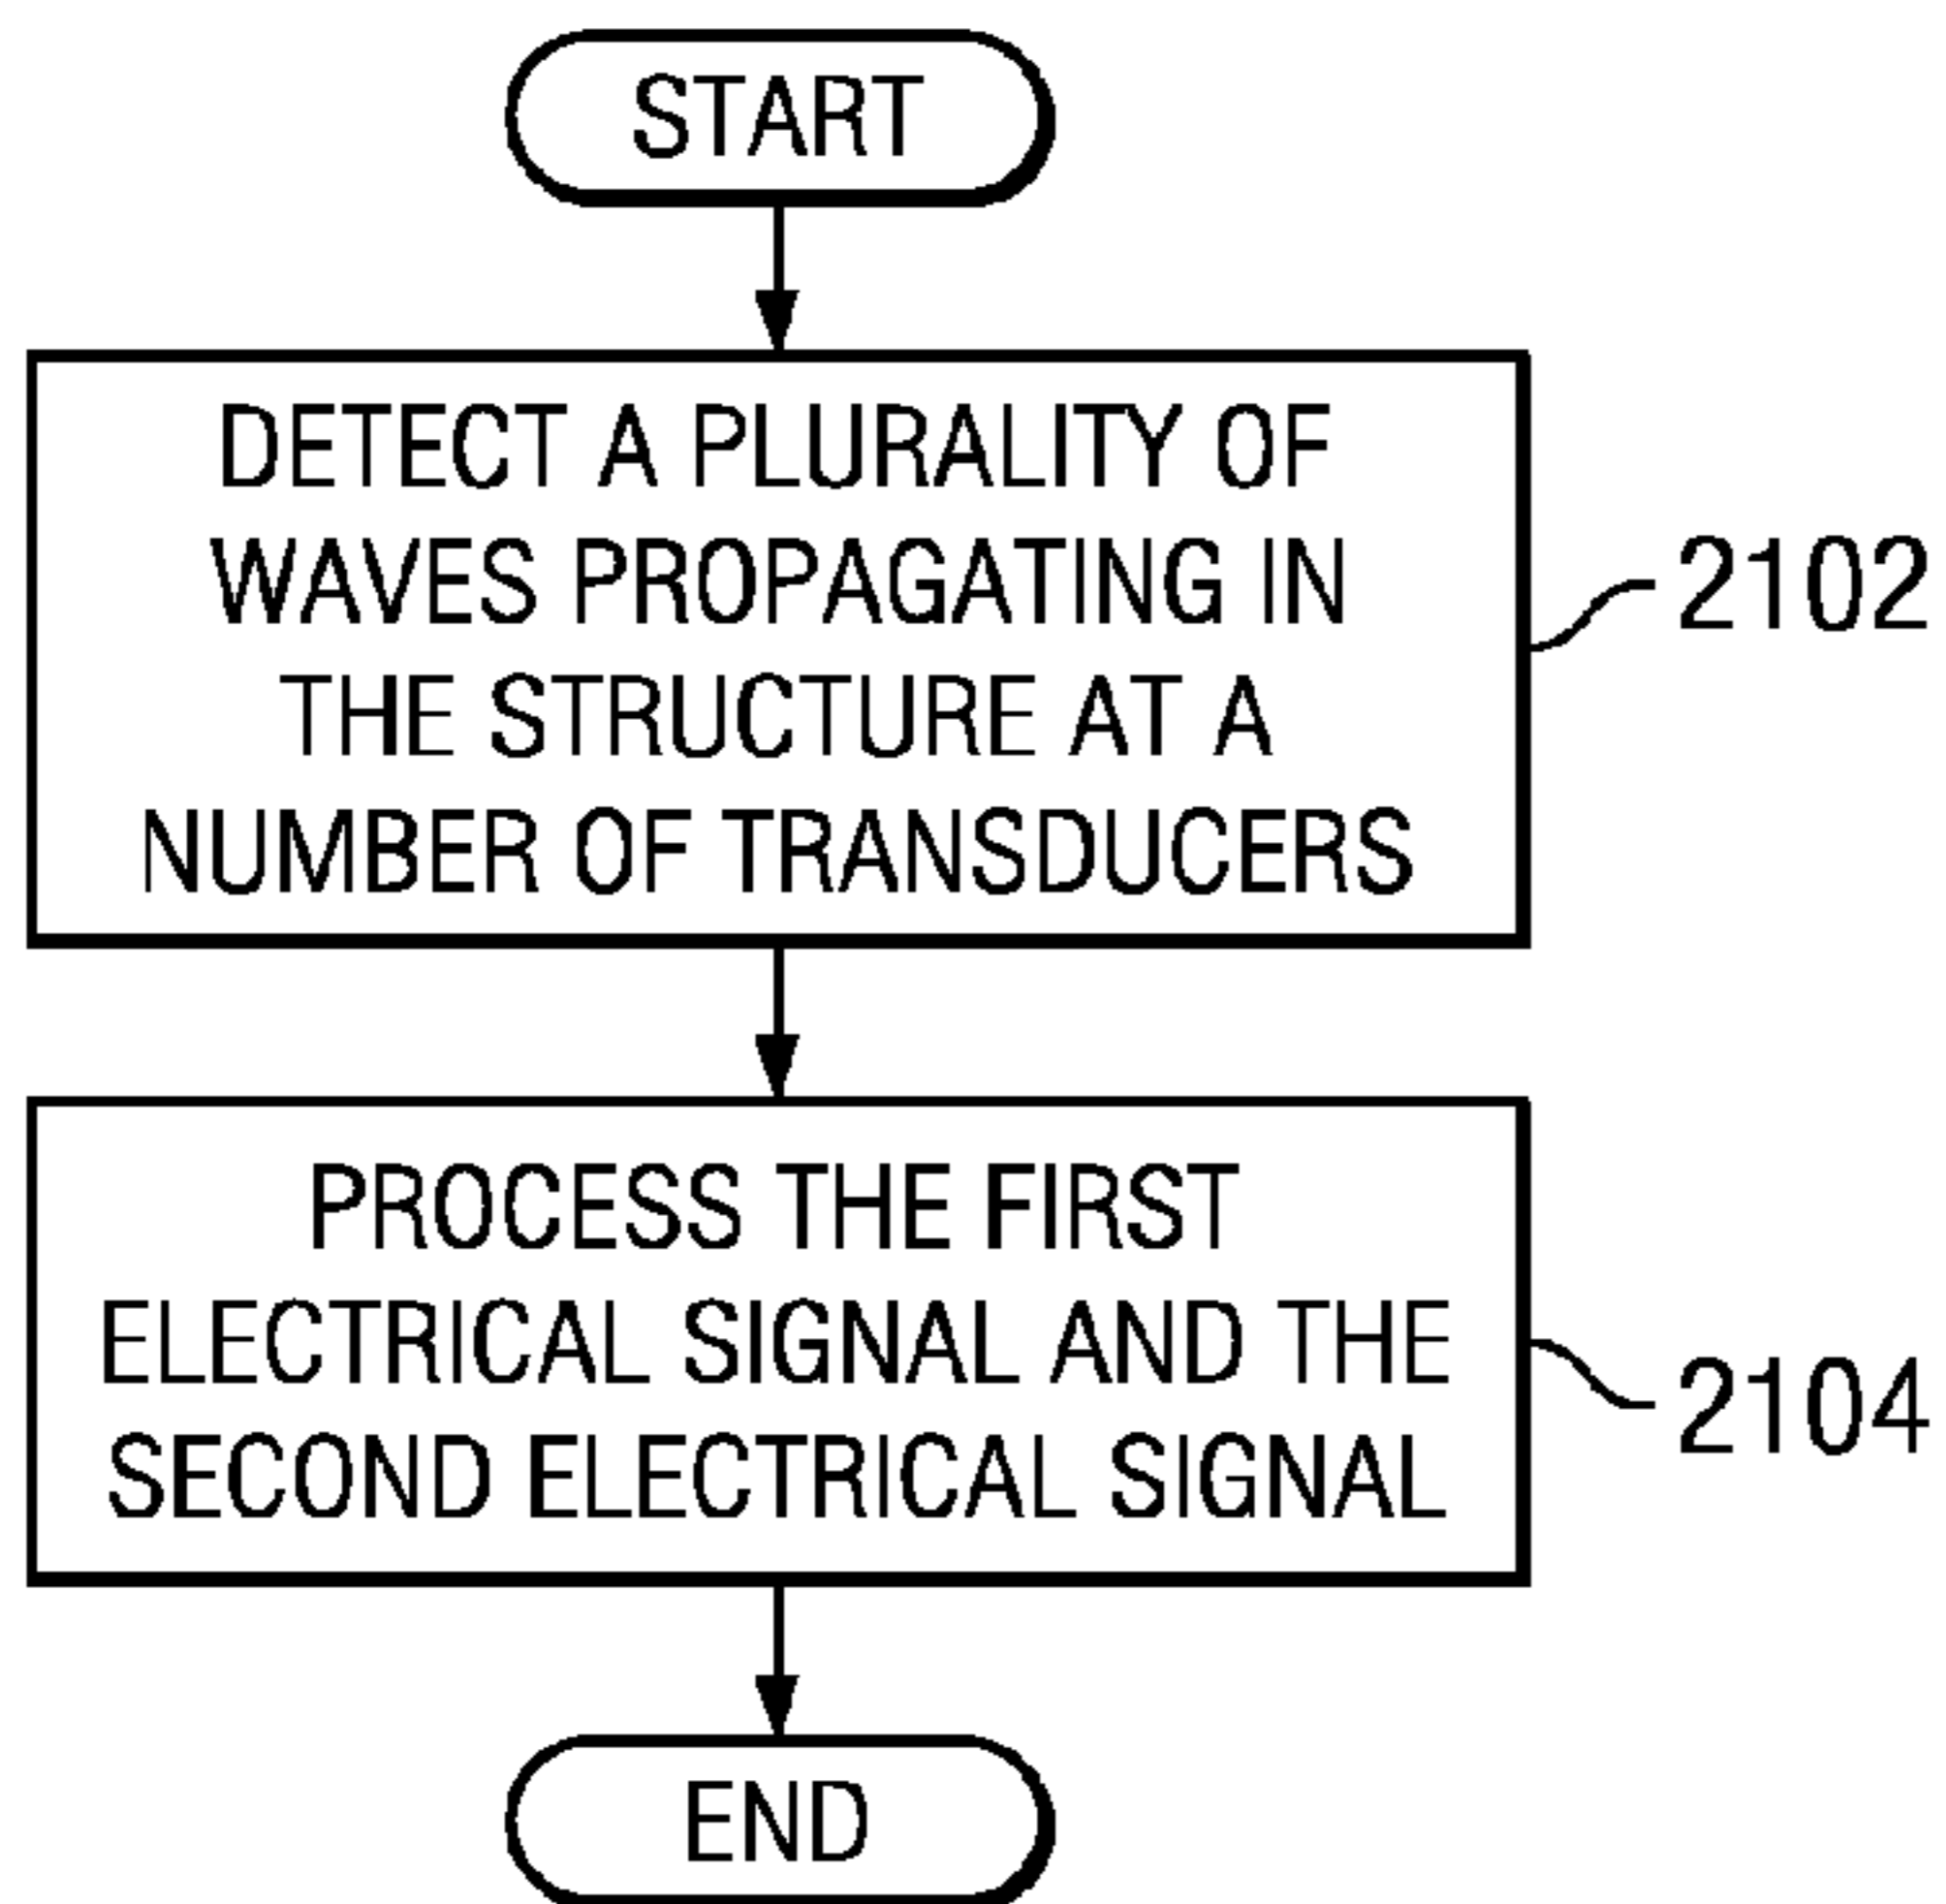 START
DETECT A PLURALITY OF
WAVES PROPAGATING IN
THE STRUCTURE AT A
NUMBER OF TRANSDUCERS
2102
PROCESS THE FIRST
ELECTRICAL SIGNAL AND THE
SECOND ELECTRICAL SIGNAL
2104
END